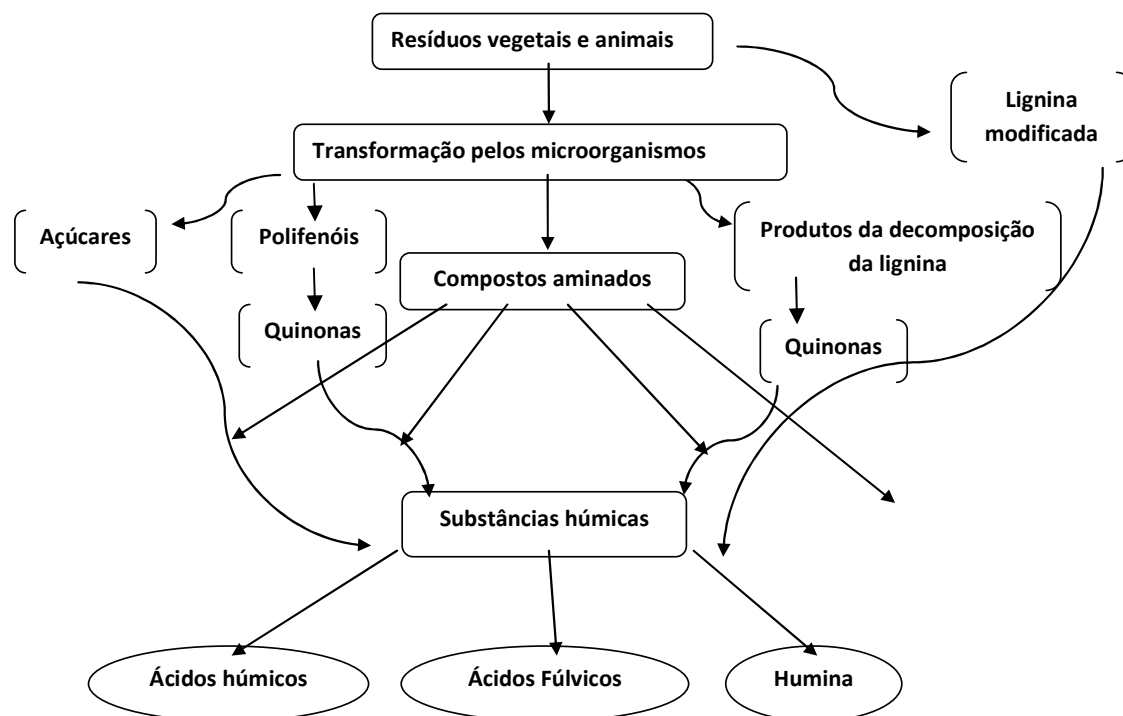 Resíduos vegetais e animais
Lignina
modificada
Transformação pelos microorganismos
Açúcares
Polifenóis
Produtos da decomposição
da lignina
Compostos aminados
Quinonas
Quinonas
Substâncias húmicas
Ácidos húmicos
Ácidos Fúlvicos
Humina